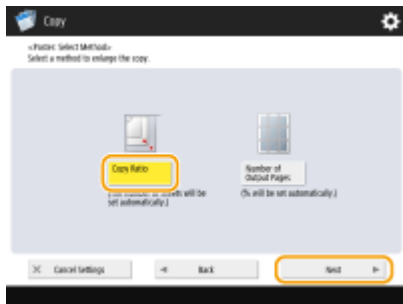 Copy
<Poster: Select Method>
Select a method to enlarge the copy.
Copy Ratio
Number of
Output Pages
(The number of sheets will be
set automatically.)
(% will be set automatically.)
Cancel Settings
Back
Next